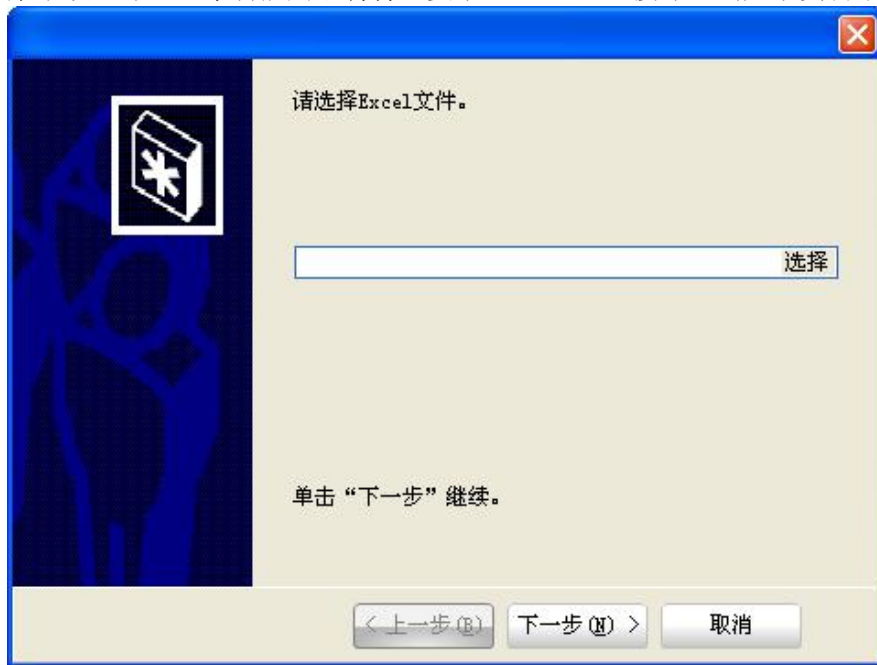 请选择Excel文件。
选择
单击“下一步”继续。
< 上一步(B)
下一步(N) >
取消